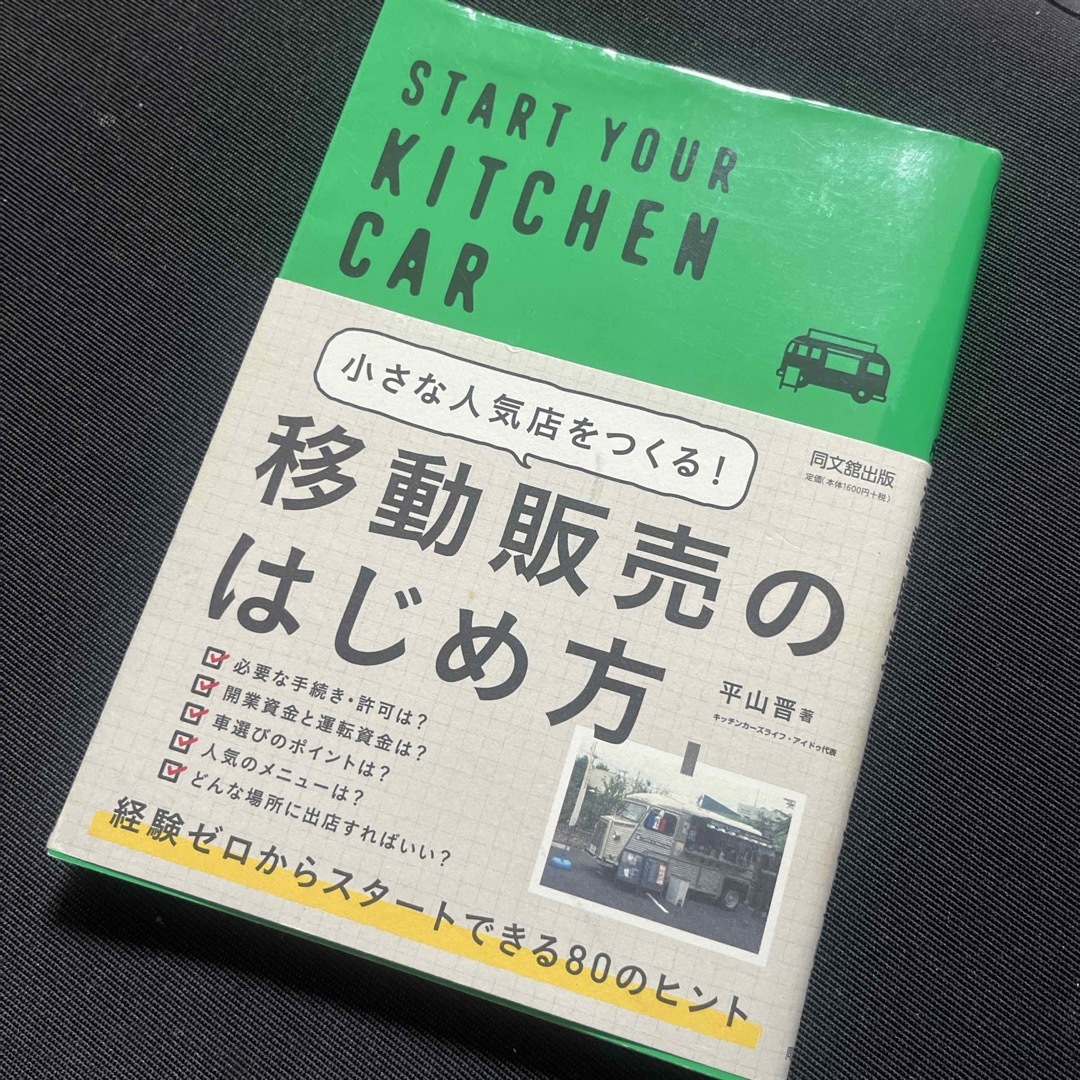 START YOUR
KITCHEN
CAR
小さな人気店をつくる!
同文舘出版
定価(本体1600円+税)
移動販売の
はじめ方
平山晋 著
キッチンカーズライフ・アイドゥ代表
必要な手続き・許可は?
開業資金と運転資金は?
車選びのポイントは?
人気のメニューは?
どんな場所に出店すればいい?
経験ゼロからスタートできる80のヒント